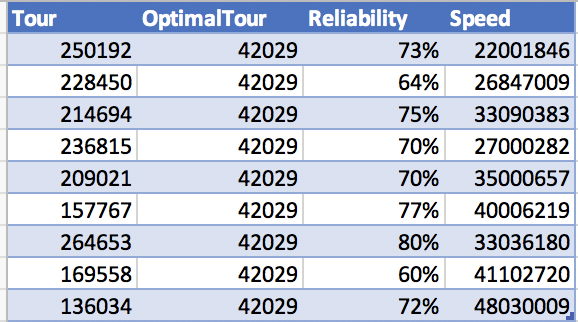 Tour OptimalTour Reliability Speed
250192 42029 73% 22001846
228450 42029 64% 26847009
214694 42029 75% 33090383
236815 42029 70% 27000282
209021 42029 70% 35000657
157767 42029 77% 40006219
264653 42029 80% 33036180
169558 42029 60% 41102720
136034 42029 72% 48030009